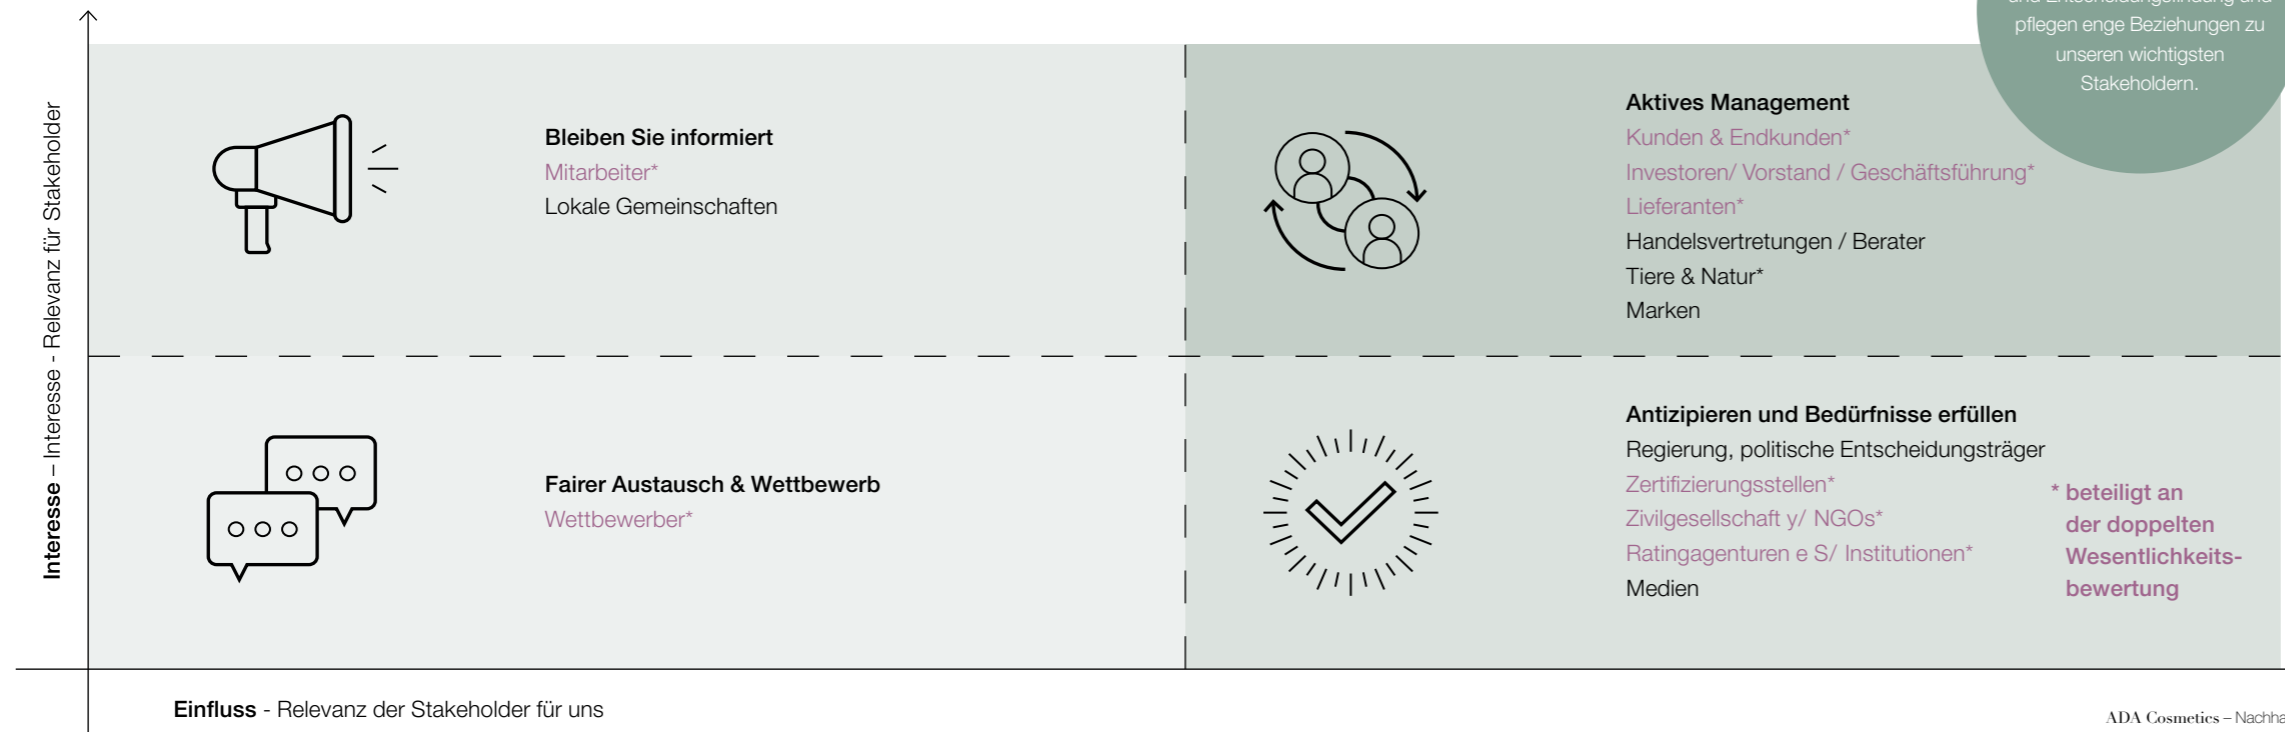 und Entscheidungsfindung und
pflegen enge Beziehungen zu
unseren wichtigsten
Stakeholdern.
Interesse – Interesse - Relevanz für Stakeholder
Bleiben Sie informiert
Mitarbeiter*
Lokale Gemeinschaften
Aktives Management
Kunden & Endkunden*
Investoren/ Vorstand / Geschäftsführung*
Lieferanten*
Handelsvertretungen / Berater
Tiere & Natur*
Marken
Fairer Austausch & Wettbewerb
Wettbewerber*
Antizipieren und Bedürfnisse erfüllen
Regierung, politische Entscheidungsträger
Zertifizierungsstellen*
Zivilgesellschaft y/ NGOs*
Ratingagenturen e S/ Institutionen*
Medien
* beteiligt an
der doppelten
Wesentlichkeits-
bewertung
Einfluss - Relevanz der Stakeholder für uns
ADA Cosmetics – Nachha